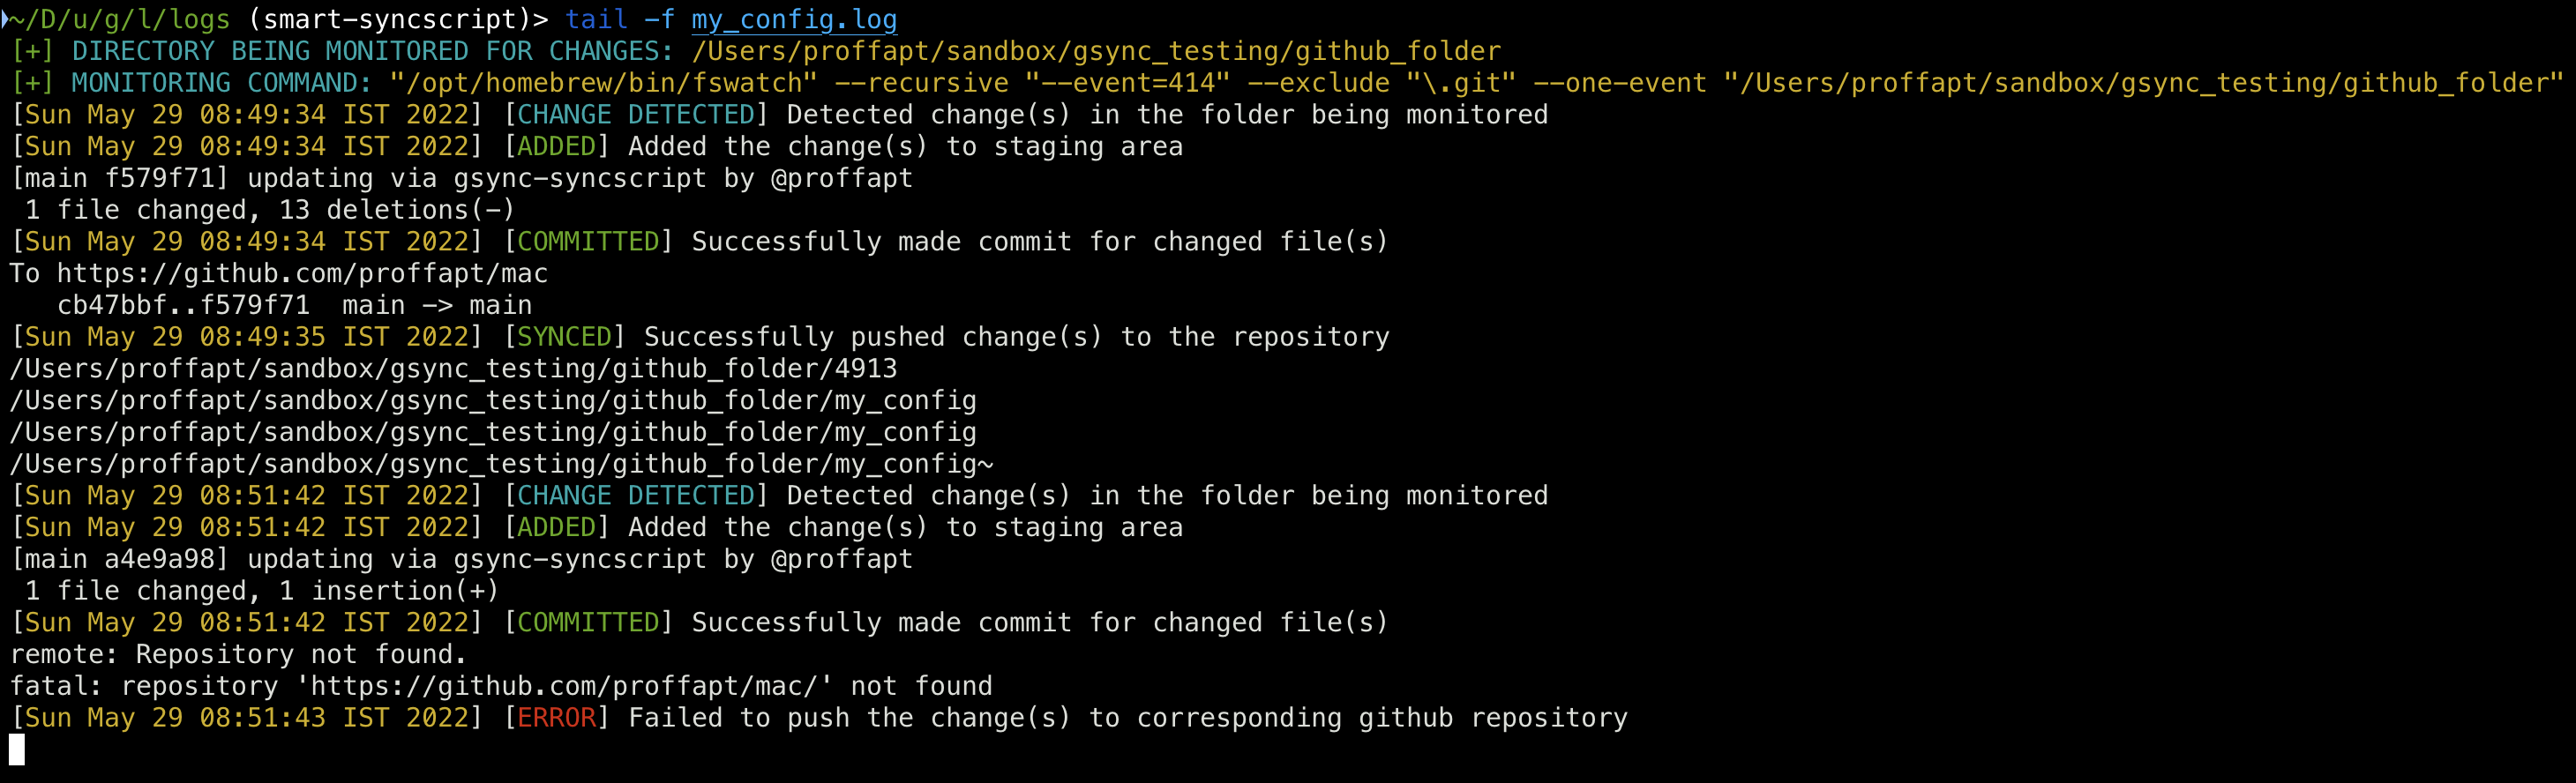 ~/D/u/g/l/logs (smart-syncscript)> tail -f my_config.log
[+] DIRECTORY BEING MONITORED FOR CHANGES: /Users/proffapt/sandbox/gsync_testing/github_folder
[+] MONITORING COMMAND: "/opt/homebrew/bin/fswatch" --recursive "--event=414" --exclude "\.git" --one-event "/Users/proffapt/sandbox/gsync_testing/github_folder"
[Sun May 29 08:49:34 IST 2022] [CHANGE DETECTED] Detected change(s) in the folder being monitored
[Sun May 29 08:49:34 IST 2022] [ADDED] Added the change(s) to staging area
[main f579f71] updating via gsync-syncscript by @proffapt
 1 file changed, 13 deletions(-)
[Sun May 29 08:49:34 IST 2022] [COMMITTED] Successfully made commit for changed file(s)
To https://github.com/proffapt/mac
   cb47bbf..f579f71  main -> main
[Sun May 29 08:49:35 IST 2022] [SYNCED] Successfully pushed change(s) to the repository
/Users/proffapt/sandbox/gsync_testing/github_folder/4913
/Users/proffapt/sandbox/gsync_testing/github_folder/my_config
/Users/proffapt/sandbox/gsync_testing/github_folder/my_config
/Users/proffapt/sandbox/gsync_testing/github_folder/my_config~
[Sun May 29 08:51:42 IST 2022] [CHANGE DETECTED] Detected change(s) in the folder being monitored
[Sun May 29 08:51:42 IST 2022] [ADDED] Added the change(s) to staging area
[main a4e9a98] updating via gsync-syncscript by @proffapt
 1 file changed, 1 insertion(+)
[Sun May 29 08:51:42 IST 2022] [COMMITTED] Successfully made commit for changed file(s)
remote: Repository not found.
fatal: repository 'https://github.com/proffapt/mac/' not found
[Sun May 29 08:51:43 IST 2022] [ERROR] Failed to push the change(s) to corresponding github repository